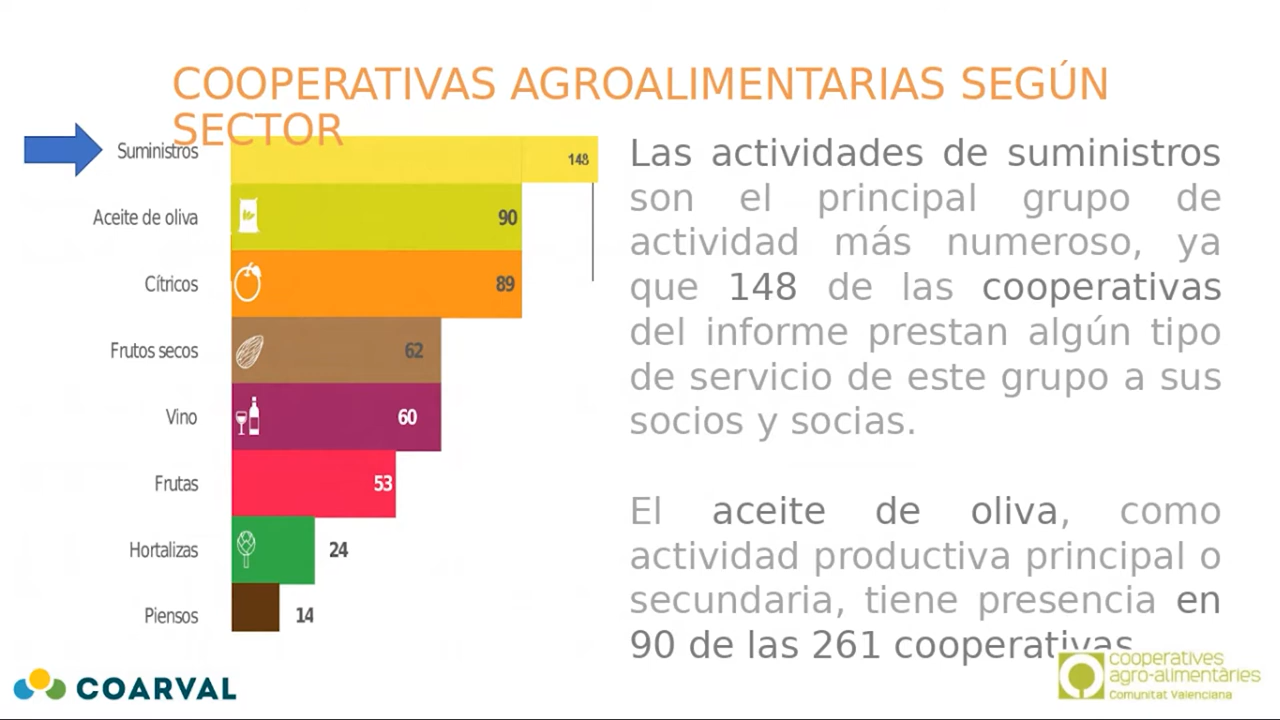 COOPERATIVAS AGROALIMENTARIAS SEGÚN
SECTOR
Suministros
148
Aceite de oliva
90
Cítricos
89
Frutos secos
62
Vino
60
Frutas
53
Hortalizas
24
Piensos
14
Las actividades de suministros
son el principal grupo de
actividad más numeroso, ya
que 148 de las cooperativas
del informe prestan algún tipo
de servicio de este grupo a sus
socios y socias.
El aceite de oliva, como
actividad productiva principal o
secundaria, tiene presencia en
90 de las 261 cooperativas.
COARVAL
cooperatives
agro-alimentàries
Comunitat Valenciana